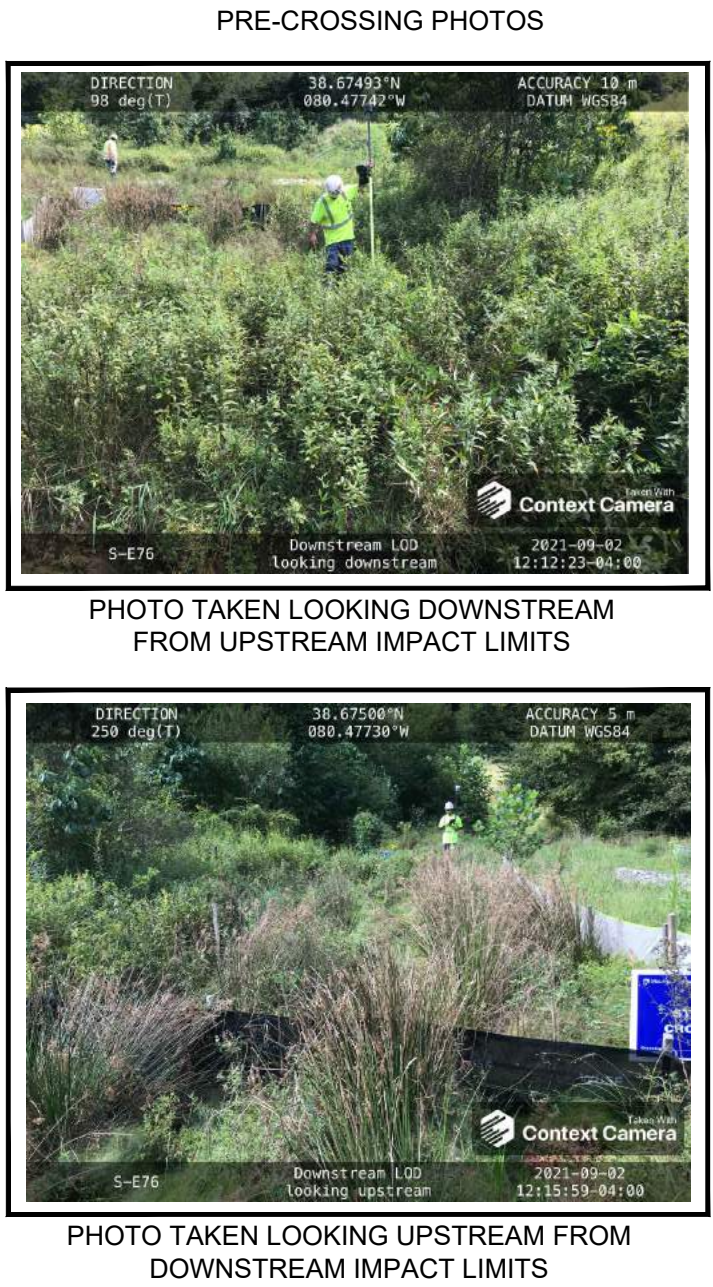 PRE-CROSSING PHOTOS
DIRECTION
98 deg(T)
38.67493°N
080.47742°W
ACCURACY 10 m
DATUM WGS84
Taken With
Context Camera
S-E76
Downstream LOD
looking downstream
2021-09-02
12:12:23-04:00
PHOTO TAKEN LOOKING DOWNSTREAM
FROM UPSTREAM IMPACT LIMITS
DIRECTION
250 deg(T)
38.67500°N
080.47730°W
ACCURACY 5 m
DATUM WGS84
Taken With
Context Camera
S-E76
Downstream LOD
looking upstream
2021-09-02
12:15:59-04:00
PHOTO TAKEN LOOKING UPSTREAM FROM
DOWNSTREAM IMPACT LIMITS